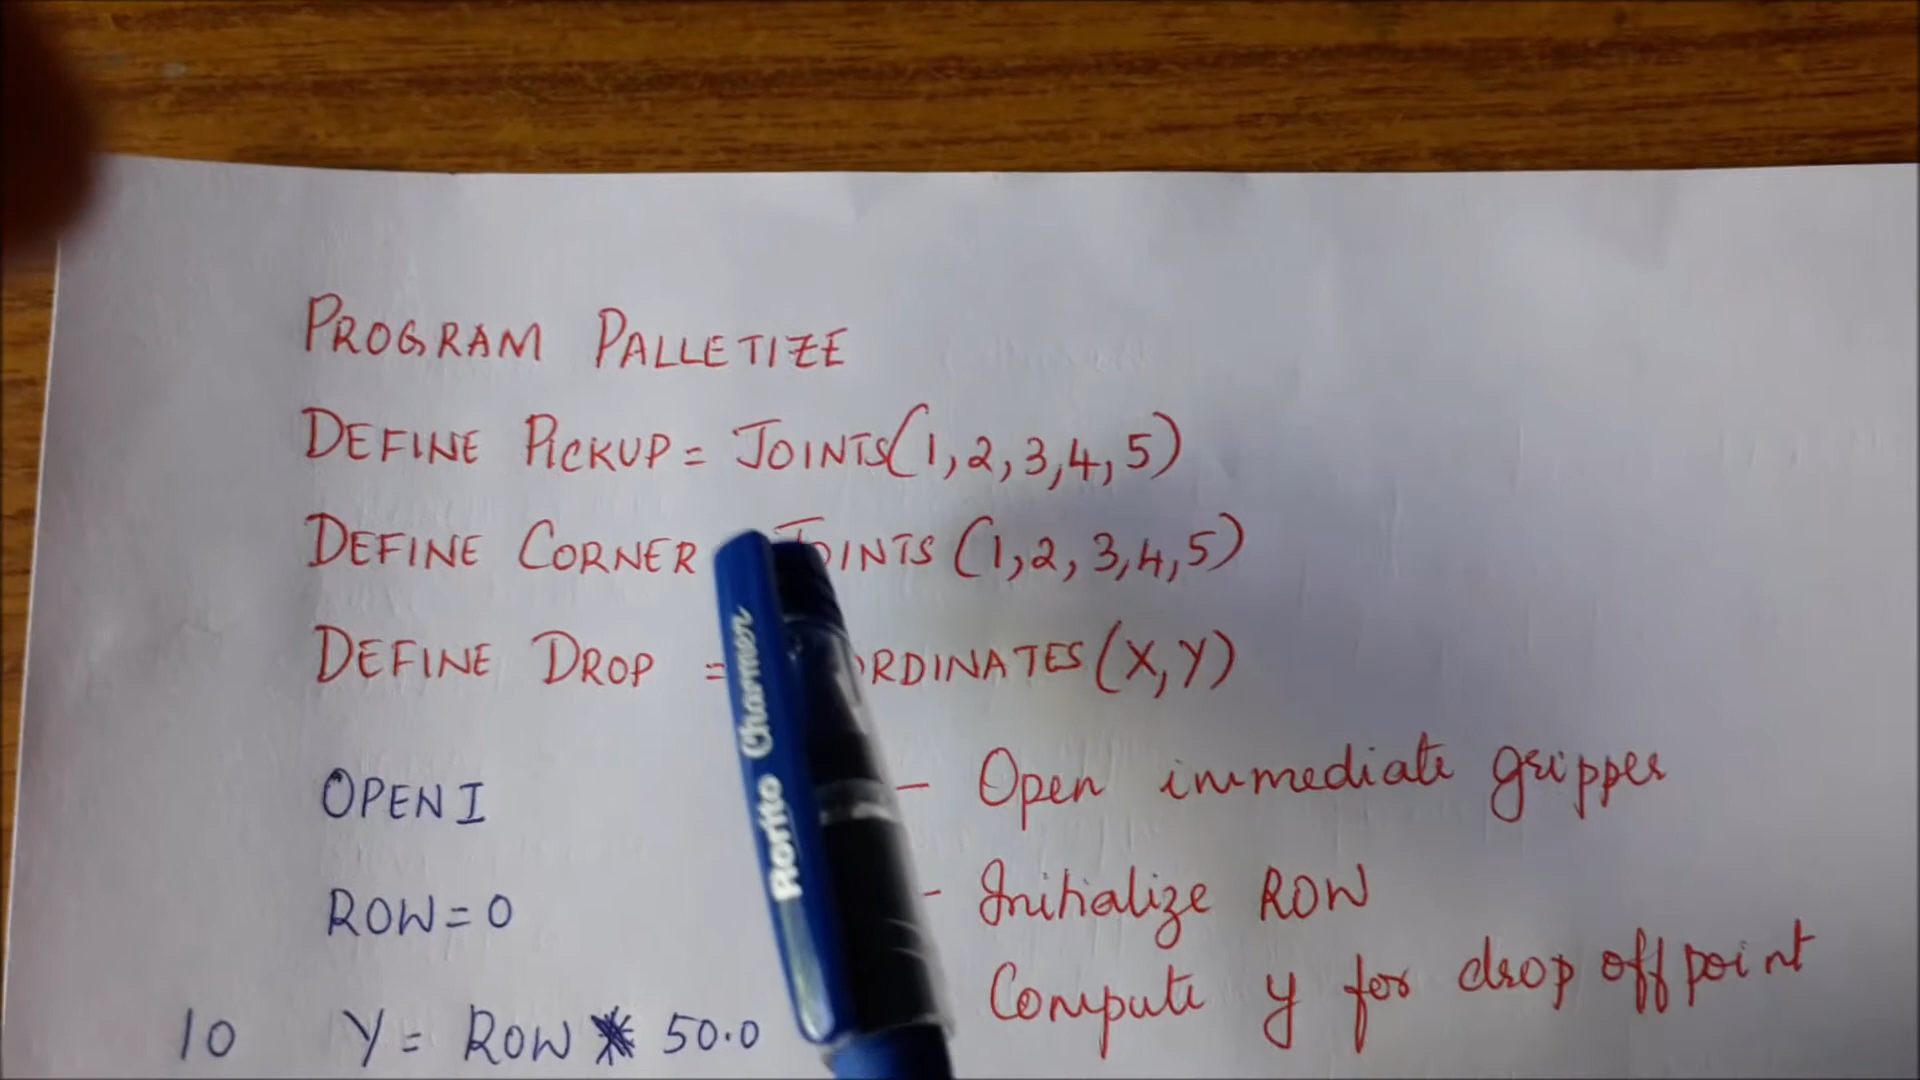 PROGRAM PALLETIZE
DEFINE PICKUP = JOINTS(1,2,3,4,5)
DEFINE CORNER JOINTS (1,2,3,4,5)
DEFINE DROP = ORDINATES(X,Y)
OPENI - Open immediate gripper
ROW=0 - Initialize ROW
10 Y = ROW * 50.0 Compute y for drop off point
Rorito Charmer